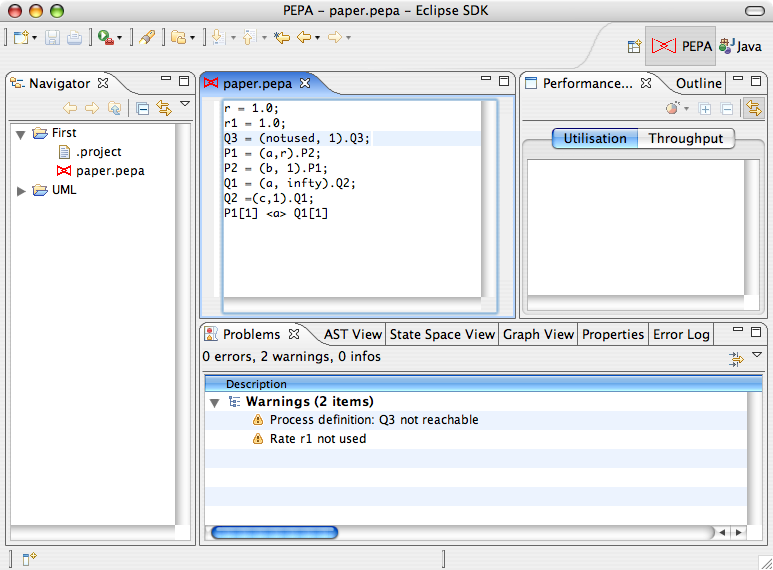 PEPA – paper.pepa – Eclipse SDK
PEPA
Java
Navigator
First
.project
paper.pepa
UML
paper.pepa
r = 1.0;
r1 = 1.0;
Q3 = (notused, 1).Q3;
P1 = (a,r).P2;
P2 = (b, 1).P1;
Q1 = (a, infty).Q2;
Q2 =(c,1).Q1;
P1[1] <a> Q1[1]
Performance...
Outline
Utilisation
Throughput
Problems
AST View
State Space View
Graph View
Properties
Error Log
0 errors, 2 warnings, 0 infos
Description
Warnings (2 items)
Process definition: Q3 not reachable
Rate r1 not used